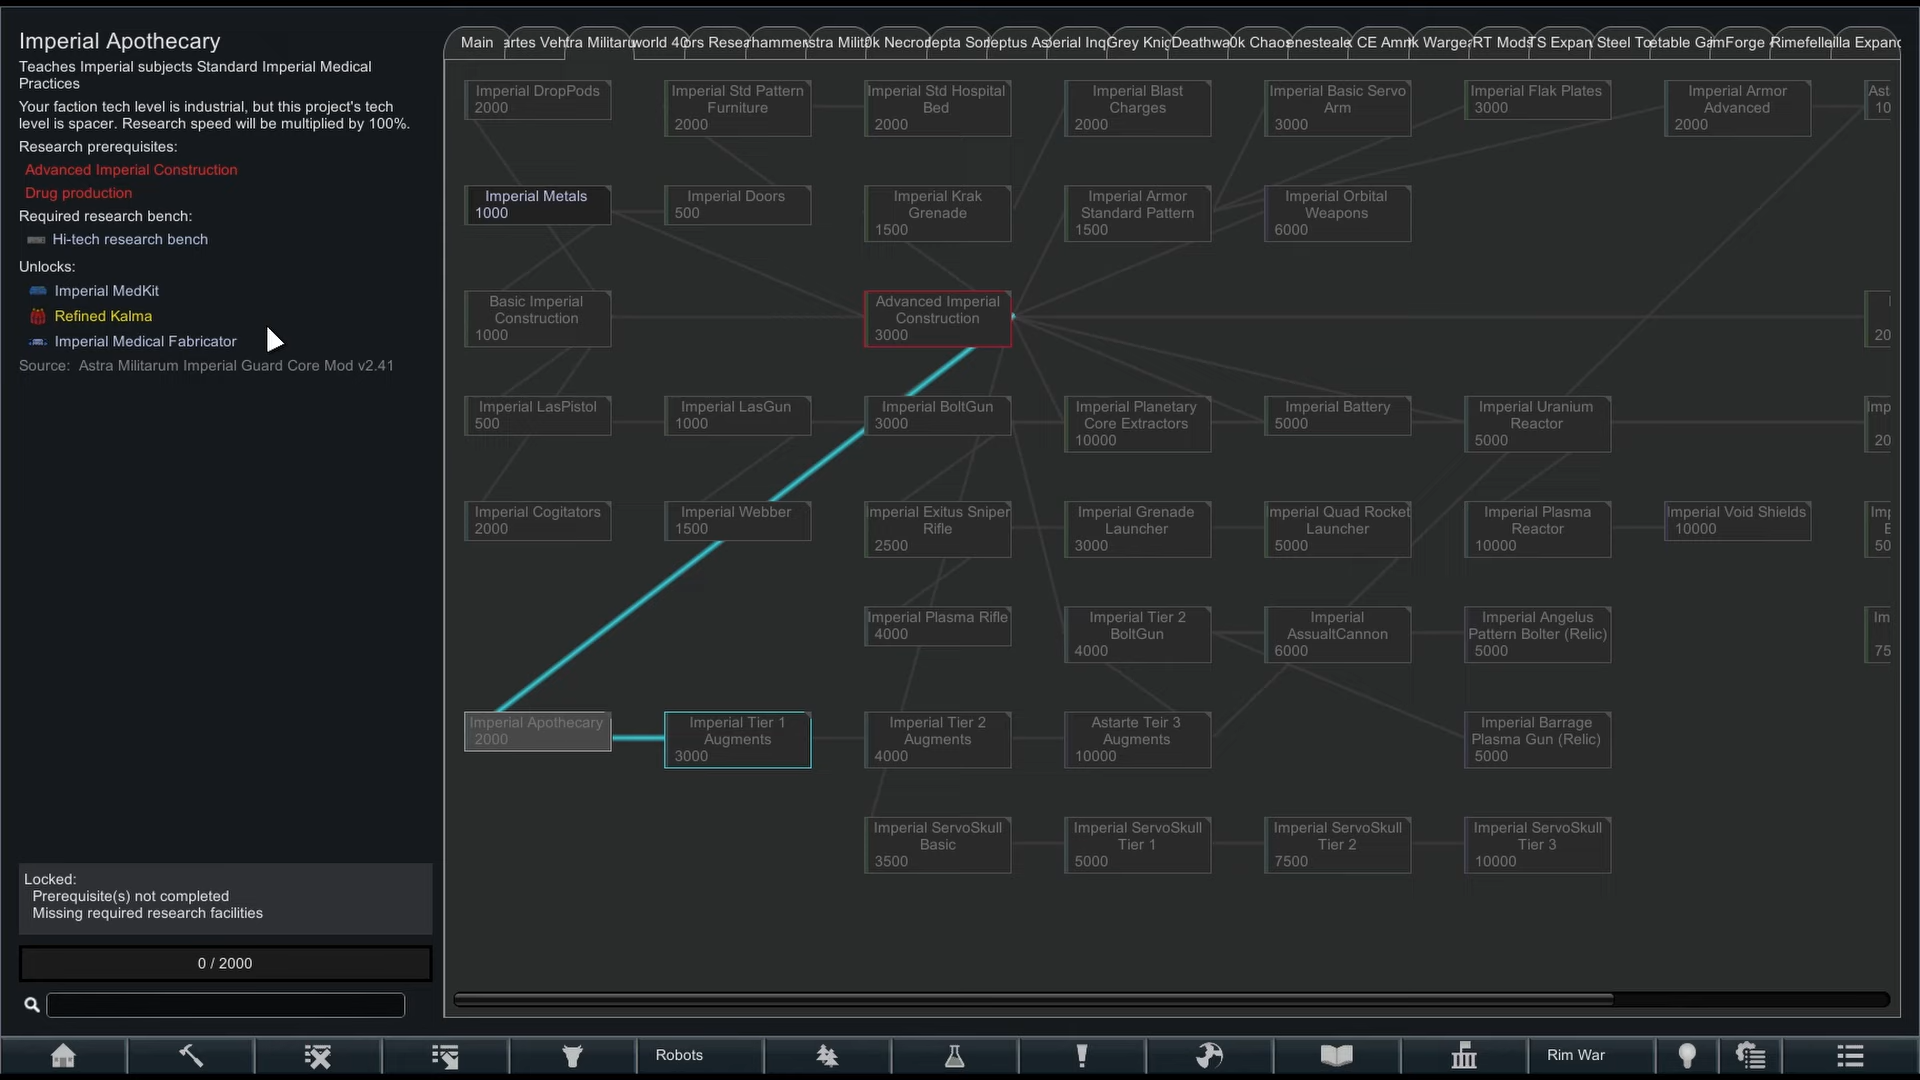 Imperial Apothecary
Teaches Imperial subjects Standard Imperial Medical
Practices
Your faction tech level is industrial, but this project's tech
level is spacer. Research speed will be multiplied by 100%.
Research prerequisites:
Advanced Imperial Construction
Drug production
Required research bench:
Hi-tech research bench
Unlocks:
Imperial MedKit
Refined Kalma
Imperial Medical Fabricator
Source: Astra Militarum Imperial Guard Core Mod v2.41
Locked:
Prerequisite(s) not completed
Missing required research facilities
0 / 2000
Main
Imperial DropPods
2000
Imperial Std Pattern
Furniture
2000
Imperial Std Hospital
Bed
2000
Imperial Blast
Charges
2000
Imperial Basic Servo
Arm
3000
Imperial Flak Plates
3000
Imperial Armor
Advanced
2000
Ast
10
Imperial Metals
1000
Imperial Doors
500
Imperial Krak
Grenade
1500
Imperial Armor
Standard Pattern
1500
Imperial Orbital
Weapons
6000
Basic Imperial
Construction
1000
Advanced Imperial
Construction
3000
20
Imperial LasPistol
500
Imperial LasGun
1000
Imperial BoltGun
3000
Imperial Planetary
Core Extractors
10000
Imperial Battery
5000
Imperial Uranium
Reactor
5000
Imp
20
Imperial Cogitators
2000
Imperial Webber
1500
Imperial Exitus Sniper
Rifle
2500
Imperial Grenade
Launcher
3000
mperial Quad Rocket
Launcher
5000
Imperial Plasma
Reactor
10000
Imperial Void Shields
10000
Imp
E
50
Imperial Plasma Rifle
4000
Imperial Tier 2
BoltGun
4000
Imperial
AssualtCannon
6000
Imperial Angelus
Pattern Bolter (Relic)
5000
Im
75
Imperial Apothecary
2000
Imperial Tier 1
Augments
3000
Imperial Tier 2
Augments
4000
Astarte Teir 3
Augments
10000
Imperial Barrage
Plasma Gun (Relic)
5000
Imperial ServoSkull
Basic
3500
Imperial ServoSkull
Tier 1
5000
Imperial ServoSkull
Tier 2
7500
Imperial ServoSkull
Tier 3
10000
Robots
Rim War